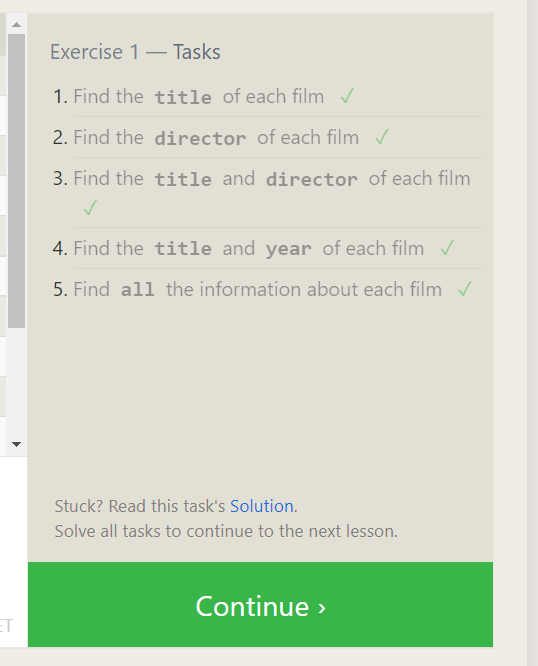 Exercise 1 — Tasks
1. Find the title of each film ✓
2. Find the director of each film ✓
3. Find the title and director of each film
✓
4. Find the title and year of each film ✓
5. Find all the information about each film ✓
Stuck? Read this task's Solution.
Solve all tasks to continue to the next lesson.
Continue ›